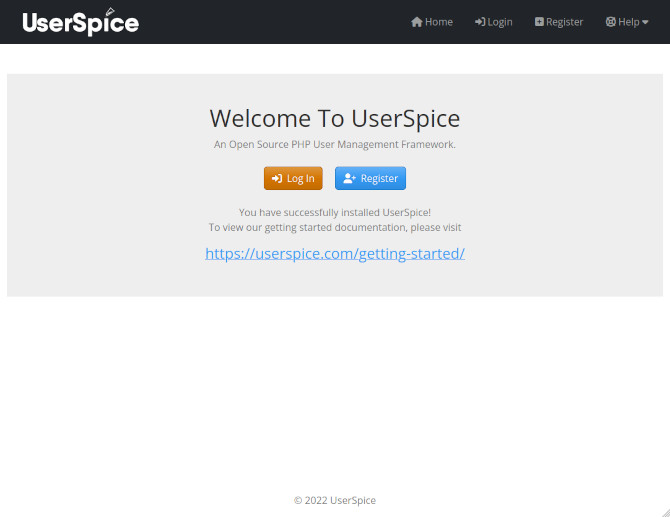 UserSpice
Home Login Register Help
Welcome To UserSpice
An Open Source PHP User Management Framework.
Log In Register
You have successfully installed UserSpice!
To view our getting started documentation, please visit
https://userspice.com/getting-started/
© 2022 UserSpice